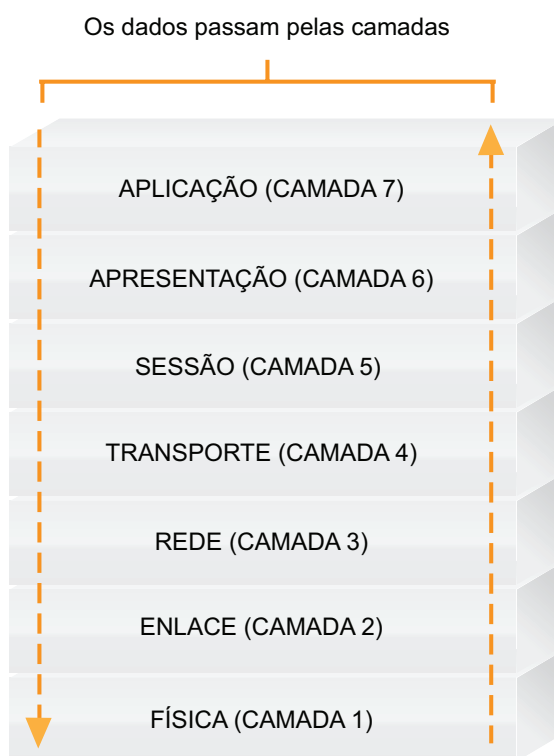 Os dados passam pelas camadas
APLICAÇÃO (CAMADA 7)
APRESENTAÇÃO (CAMADA 6)
SESSÃO (CAMADA 5)
TRANSPORTE (CAMADA 4)
REDE (CAMADA 3)
ENLACE (CAMADA 2)
FÍSICA (CAMADA 1)